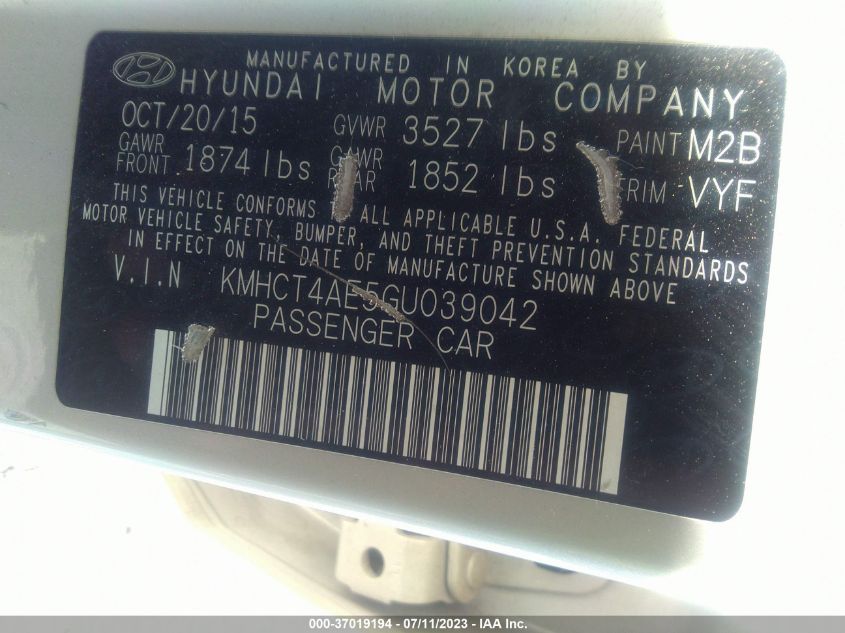 MANUFACTURED IN KOREA BY
HYUNDAI MOTOR COMPANY
OCT/20/15 GVWR 3527 lbs PAINT M2B
GAWR FRONT 1874 lbs GAWR REAR 1852 lbs TRIM VYF
THIS VEHICLE CONFORMS ALL APPLICABLE U.S.A. FEDERAL
MOTOR VEHICLE SAFETY, BUMPER, AND THEFT PREVENTION STANDARDS
IN EFFECT ON THE DATE OF MANUFACTURE SHOWN ABOVE
V.I.N KMHCT4AE5GU039042
PASSENGER CAR
000-37019194 - 07/11/2023 - IAAI.COM